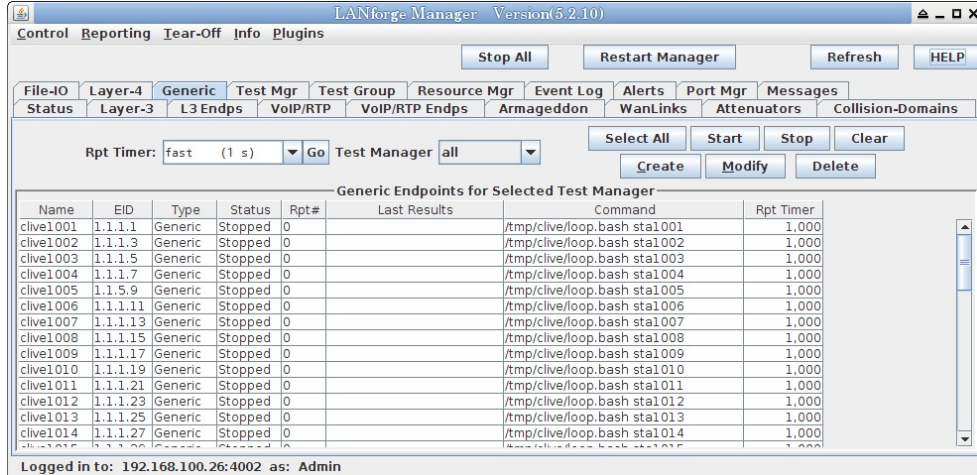 LANforge Manager Version(5.2.10)
Control Reporting Tear-Off Info Plugins
Stop All Restart Manager Refresh HELP
File-IO Layer-4 Generic Test Mgr Test Group Resource Mgr Event Log Alerts Port Mgr Messages
Status Layer-3 L3 Endps VoIP/RTP VoIP/RTP Endps Armageddon WanLinks Attenuators Collision-Domains
Rpt Timer: fast (1 s) Go Test Manager all Select All Start Stop Clear
Create Modify Delete
Generic Endpoints for Selected Test Manager
Name EID Type Status Rpt# Last Results Command Rpt Timer
clive1001 1.1.1.1 Generic Stopped 0 /tmp/clive/loop.bash sta1001 1,000
clive1002 1.1.1.3 Generic Stopped 0 /tmp/clive/loop.bash sta1002 1,000
clive1003 1.1.1.5 Generic Stopped 0 /tmp/clive/loop.bash sta1003 1,000
clive1004 1.1.1.7 Generic Stopped 0 /tmp/clive/loop.bash sta1004 1,000
clive1005 1.1.5.9 Generic Stopped 0 /tmp/clive/loop.bash sta1005 1,000
clive1006 1.1.1.11 Generic Stopped 0 /tmp/clive/loop.bash sta1006 1,000
clive1007 1.1.1.13 Generic Stopped 0 /tmp/clive/loop.bash sta1007 1,000
clive1008 1.1.1.15 Generic Stopped 0 /tmp/clive/loop.bash sta1008 1,000
clive1009 1.1.1.17 Generic Stopped 0 /tmp/clive/loop.bash sta1009 1,000
clive1010 1.1.1.19 Generic Stopped 0 /tmp/clive/loop.bash sta1010 1,000
clive1011 1.1.1.21 Generic Stopped 0 /tmp/clive/loop.bash sta1011 1,000
clive1012 1.1.1.23 Generic Stopped 0 /tmp/clive/loop.bash sta1012 1,000
clive1013 1.1.1.25 Generic Stopped 0 /tmp/clive/loop.bash sta1013 1,000
clive1014 1.1.1.27 Generic Stopped 0 /tmp/clive/loop.bash sta1014 1,000
Logged in to: 192.168.100.26:4002 as: Admin